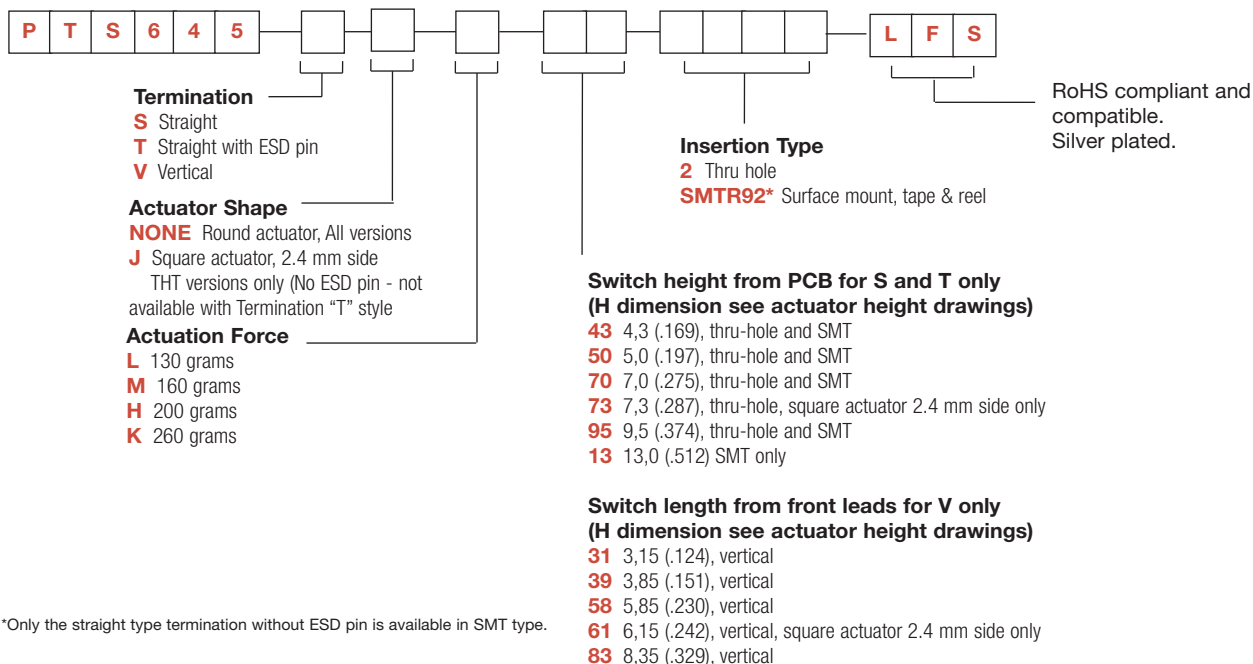 P T S 6 4 5 L F S
RoHS compliant and
compatible.
Silver plated.
Termination
S Straight
T Straight with ESD pin
V Vertical
Actuator Shape
NONE Round actuator, All versions
J Square actuator, 2.4 mm side
THT versions only (No ESD pin - not
available with Termination “T” style
Actuation Force
L 130 grams
M 160 grams
H 200 grams
K 260 grams
Insertion Type
2 Thru hole
SMTR92* Surface mount, tape & reel
Switch height from PCB for S and T only
(H dimension see actuator height drawings)
43 4,3 (.169), thru-hole and SMT
50 5,0 (.197), thru-hole and SMT
70 7,0 (.275), thru-hole and SMT
73 7,3 (.287), thru-hole, square actuator 2.4 mm side only
95 9,5 (.374), thru-hole and SMT
13 13,0 (.512) SMT only
Switch length from front leads for V only
(H dimension see actuator height drawings)
31 3,15 (.124), vertical
39 3,85 (.151), vertical
58 5,85 (.230), vertical
61 6,15 (.242), vertical, square actuator 2.4 mm side only
83 8,35 (.329), vertical
*Only the straight type termination without ESD pin is available in SMT type.